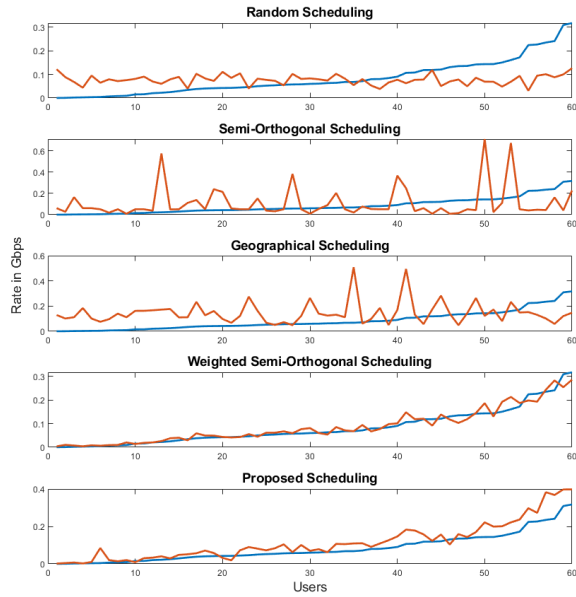 Random Scheduling
0.3
0.2
0.1
0
0 10 20 30 40 50 60
Semi-Orthogonal Scheduling
0.6
0.4
0.2
0
0 10 20 30 40 50 60
Geographical Scheduling
0.6
0.4
0.2
0
0 10 20 30 40 50 60
Weighted Semi-Orthogonal Scheduling
0.3
0.2
0.1
0
0 10 20 30 40 50 60
Proposed Scheduling
0.4
0.2
0
0 10 20 30 40 50 60
Users
Rate in Gbps